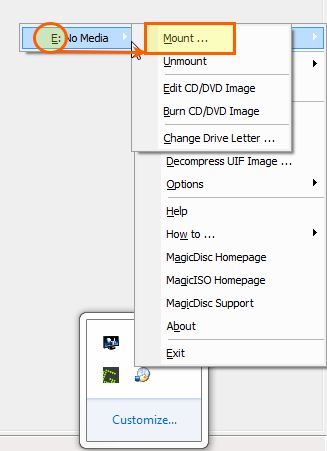 E: No Media
Mount ...
Unmount
Edit CD/DVD Image
Burn CD/DVD Image
Change Drive Letter ...
Decompress UIF Image ...
Options
Help
How to ...
MagicDisc Homepage
MagicISO Homepage
MagicDisc Support
About
Exit
Customize...